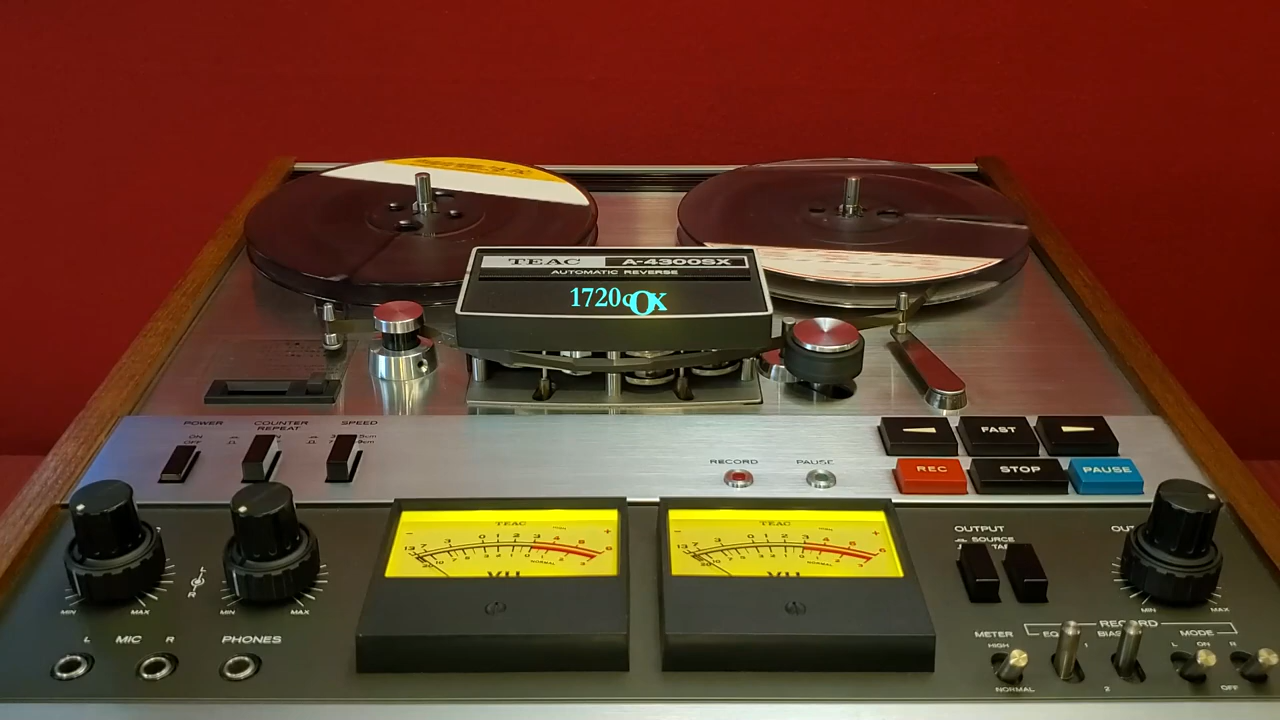 TEAC A-4300SX
AUTOMATIC REVERSE
POWER COUNTER SPEED
REPEAT
ON
OFF
RECORD PAUSE
FAST
REC STOP PAUSE
TEAC TEAC
VU VU
OUTPUT
SOURCE
L
R
MIN MAX MIN MAX MIN MAX
L MIC R PHONES
RECORD
METER EQ BIAS MODE
HIGH 1 L ON R
NORMAL 2 OFF